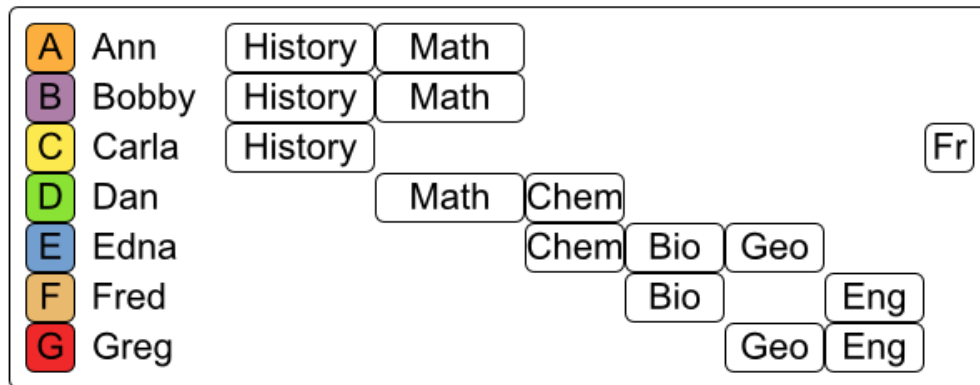 A Ann History Math
B Bobby History Math
C Carla History Fr
D Dan Math Chem
E Edna Chem Bio Geo
F Fred Bio Eng
G Greg Geo Eng